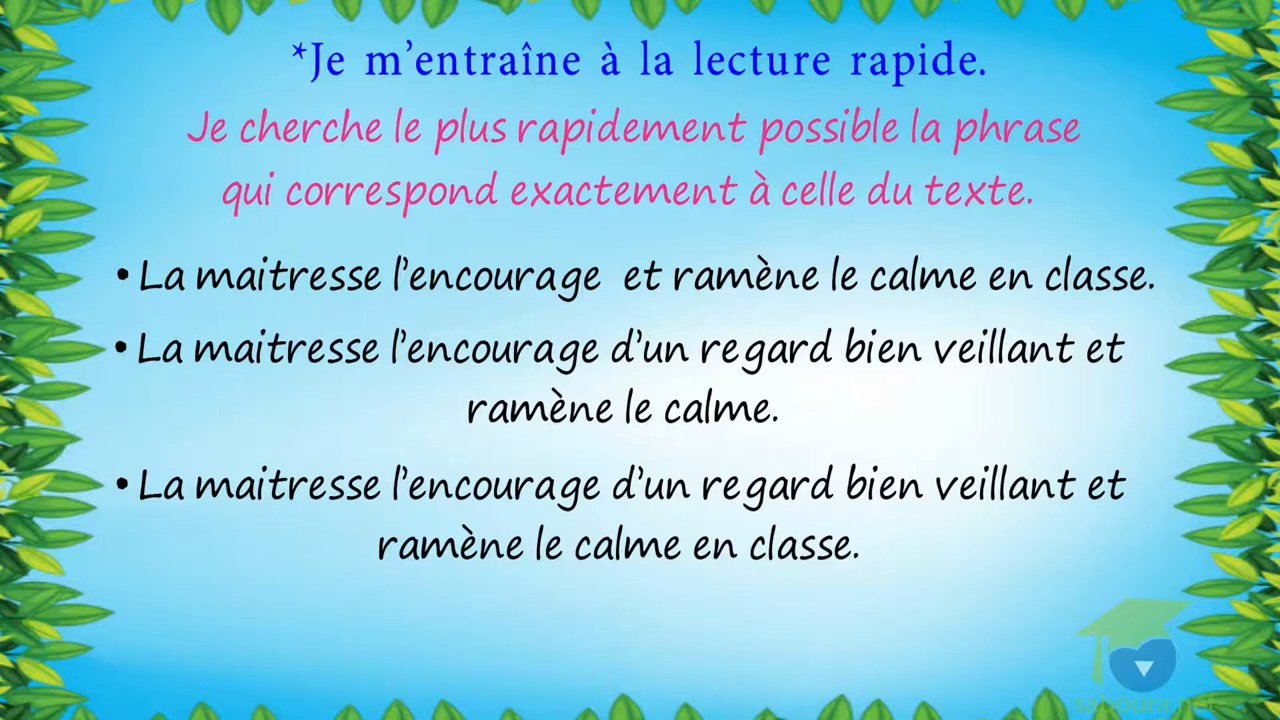 *Je m'entraîne à la lecture rapide.
Je cherche le plus rapidement possible la phrase
qui correspond exactement à celle du texte.
• La maitresse l'encourage et ramène le calme en classe.
• La maitresse l'encourage d'un regard bien veillant et
ramène le calme.
• La maitresse l'encourage d'un regard bien veillant et
ramène le calme en classe.
saboura.net